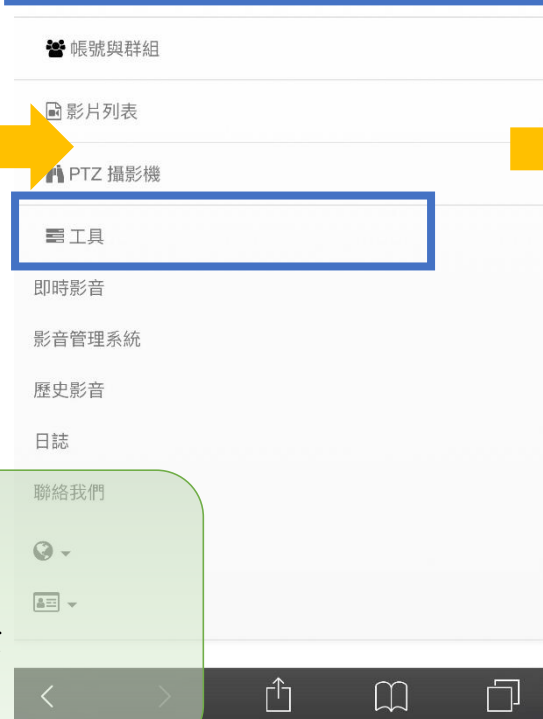 帳號與群組
影片列表
PTZ 攝影機
工具
即時影音
影音管理系統
歷史影音
日誌
聯絡我們